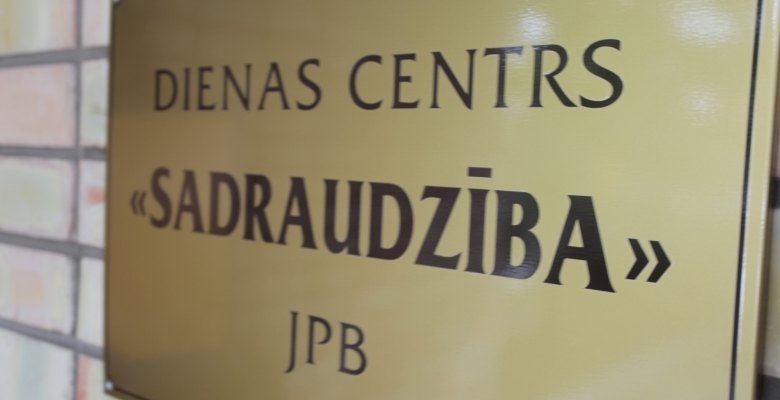 DIENAS CENTRS
«SADRAUDZĪBA»
JPB